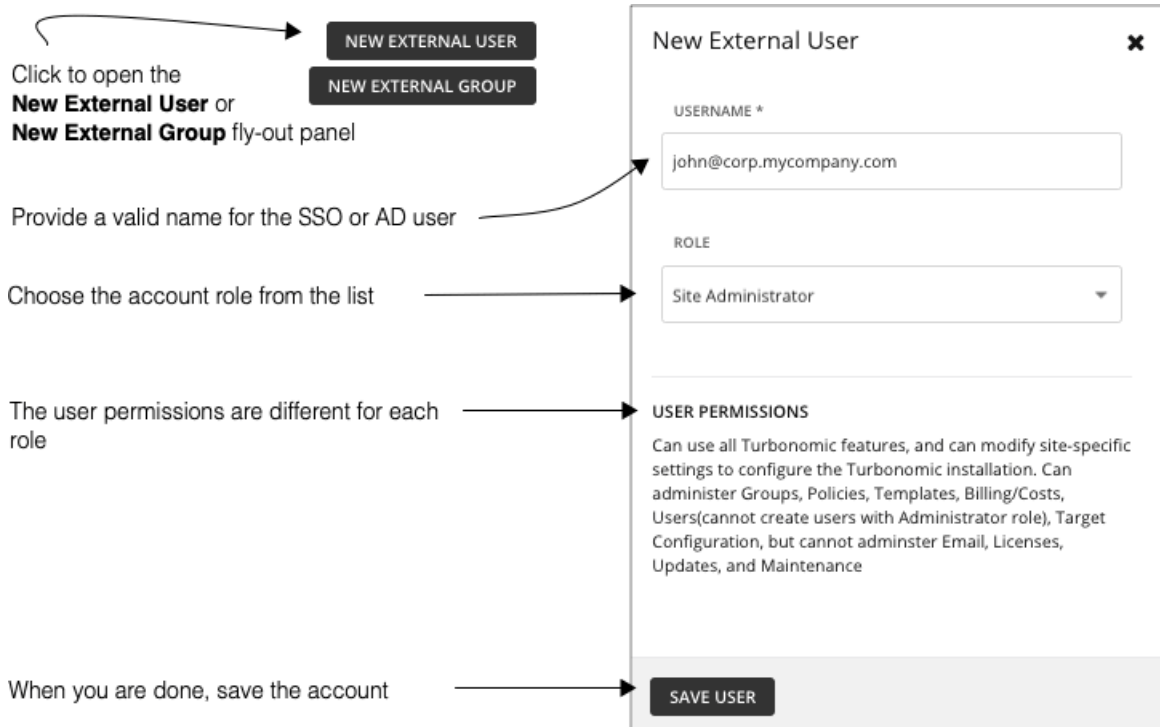 NEW EXTERNAL USER
NEW EXTERNAL GROUP
Click to open the
New External User or
New External Group fly-out panel
Provide a valid name for the SSO or AD user
Choose the account role from the list
The user permissions are different for each
role
When you are done, save the account
New External User
USERNAME *
john@corp.mycompany.com
ROLE
Site Administrator
USER PERMISSIONS
Can use all Turbonomic features, and can modify site-specific
settings to configure the Turbonomic installation. Can
administer Groups, Policies, Templates, Billing/Costs,
Users(cannot create users with Administrator role), Target
Configuration, but cannot adminster Email, Licenses,
Updates, and Maintenance
SAVE USER